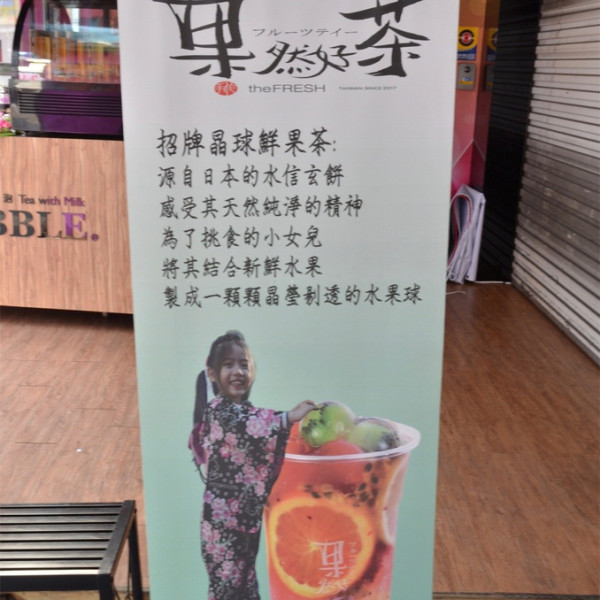 果然好茶
フルーツティー
theFRESH
TAIWAN SINCE 2017
招牌晶球鮮果茶:
源自日本的水信玄餅
感受其天然純淨的精神
為了挑食的小女兒
將其結合新鮮水果
製成一顆顆晶瑩剔透的水果球
Tea with Milk
BBLE.
果